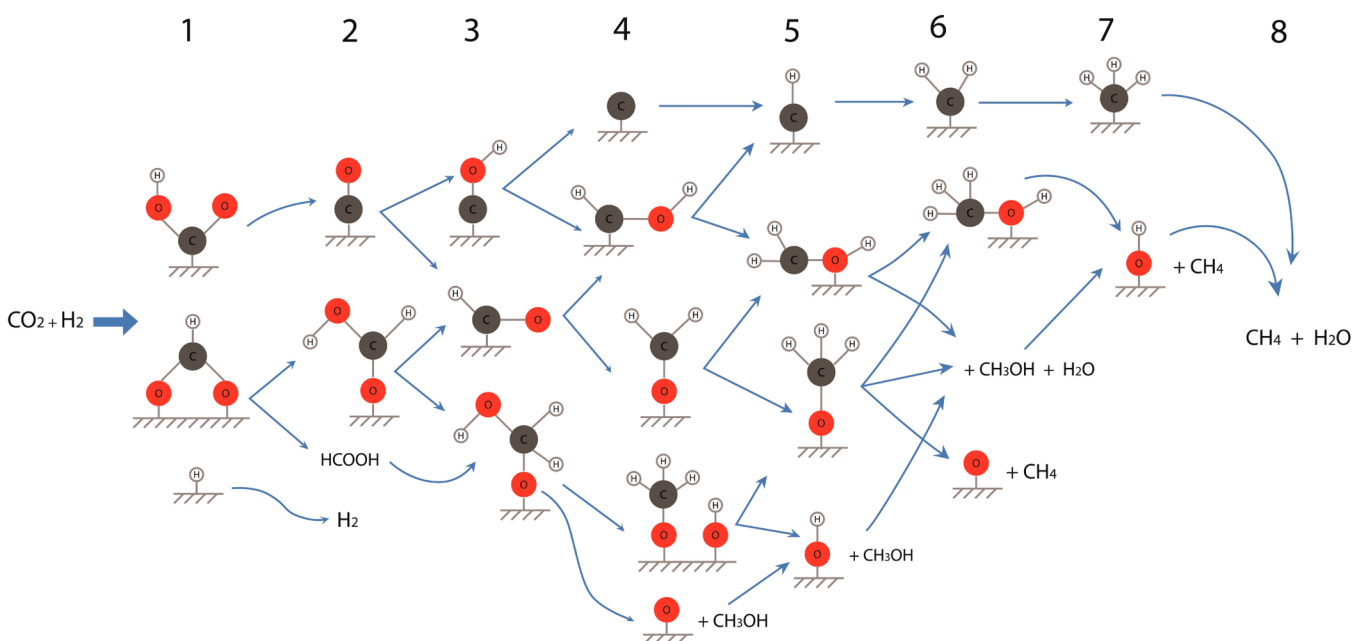 1 2 3 4 5 6 7 8
H H H H H H
C C C
C
H
H O O H
H H H
O O C C C O H C O
H H
C H
H C O O + CH4
H
CO2 + H2 H O H C O H H
H C C H CH4 + H2O
C H H
C + CH3OH + H2O
O O O O
O H
O
H C
HCOOH H H O + CH4
H O H H
C
H
H2 H
O O
O + CH3OH
O + CH3OH